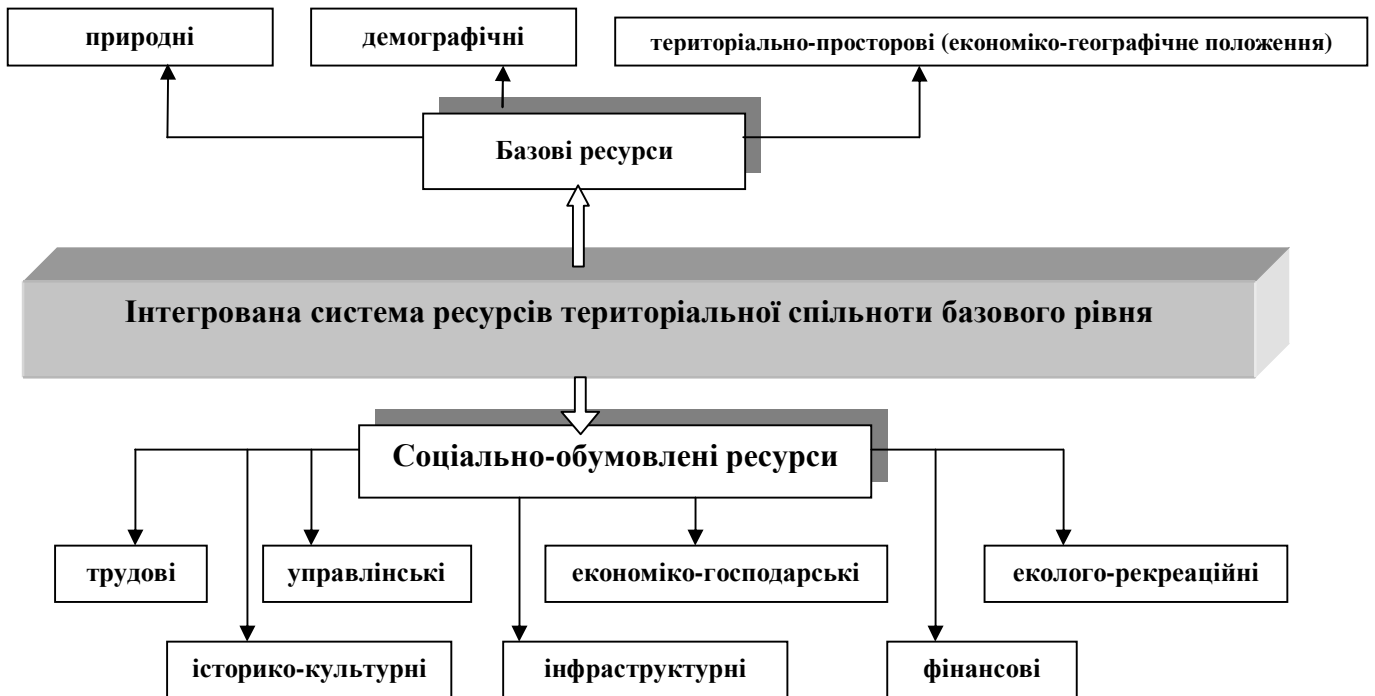 природні
демографічні
територіально-просторові (економіко-географічне положення)
Базові ресурси
Інтегрована система ресурсів територіальної спільноти базового рівня
Соціально-обумовлені ресурси
трудові
управлінські
економіко-господарські
еколого-рекреаційні
історико-культурні
інфраструктурні
фінансові